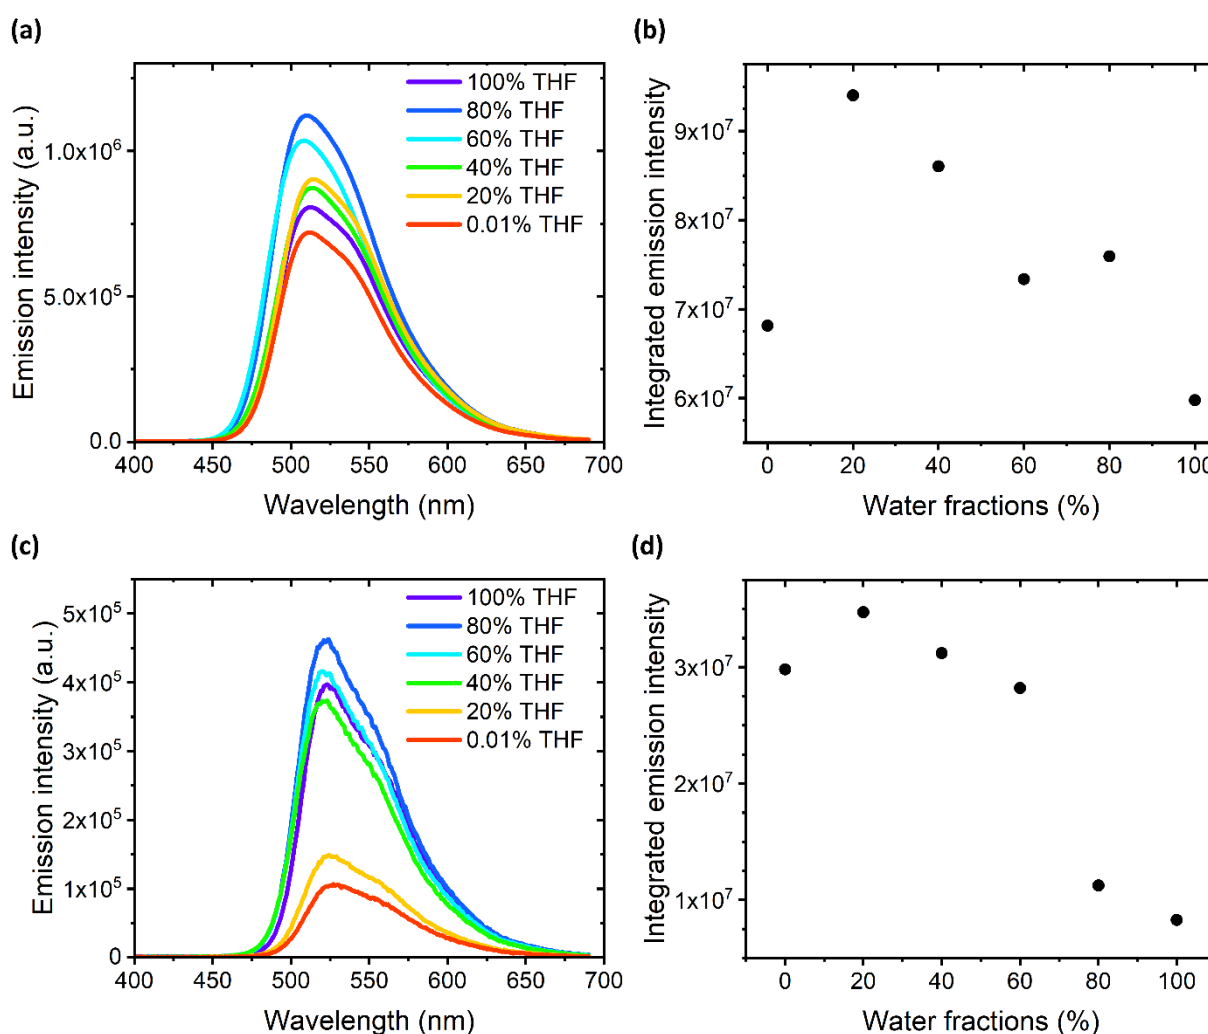 (a)
Emission intensity (a.u.)
1.0x10⁶
5.0x10⁵
0.0
100% THF
80% THF
60% THF
40% THF
20% THF
0.01% THF
400 450 500 550 600 650 700
Wavelength (nm)
(b)
Integrated emission intensity
9x10⁷
8x10⁷
7x10⁷
6x10⁷
0 20 40 60 80 100
Water fractions (%)
(c)
Emission intensity (a.u.)
5x10⁵
4x10⁵
3x10⁵
2x10⁵
1x10⁵
0
100% THF
80% THF
60% THF
40% THF
20% THF
0.01% THF
400 450 500 550 600 650 700
Wavelength (nm)
(d)
Integrated emission intensity
3x10⁷
2x10⁷
1x10⁷
0 20 40 60 80 100
Water fractions (%)